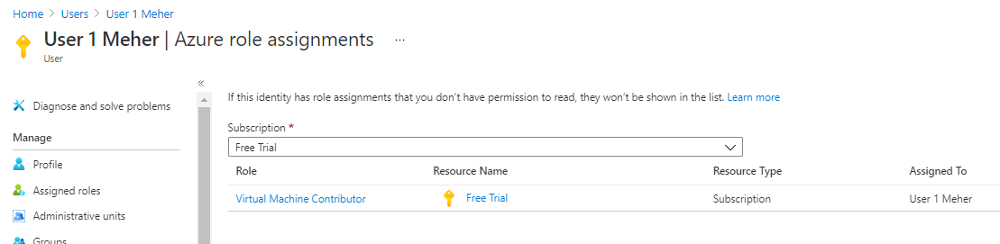 Home > Users > User 1 Meher
User 1 Meher | Azure role assignments ...
User
«
Diagnose and solve problems
Manage
Profile
Assigned roles
Administrative units
Groups
If this identity has role assignments that you don't have permission to read, they won't be shown in the list. Learn more
Subscription *
Free Trial
Role Resource Name Resource Type Assigned To
Virtual Machine Contributor Free Trial Subscription User 1 Meher